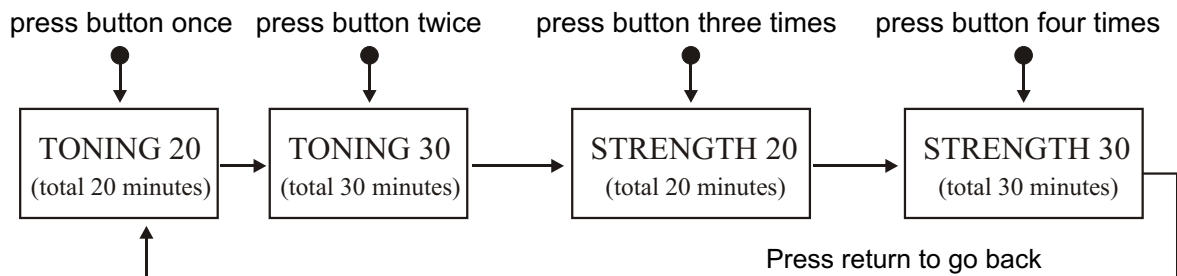 press button once
press button twice
press button three times
press button four times
TONING 20
(total 20 minutes)
TONING 30
(total 30 minutes)
STRENGTH 20
(total 20 minutes)
STRENGTH 30
(total 30 minutes)
Press return to go back